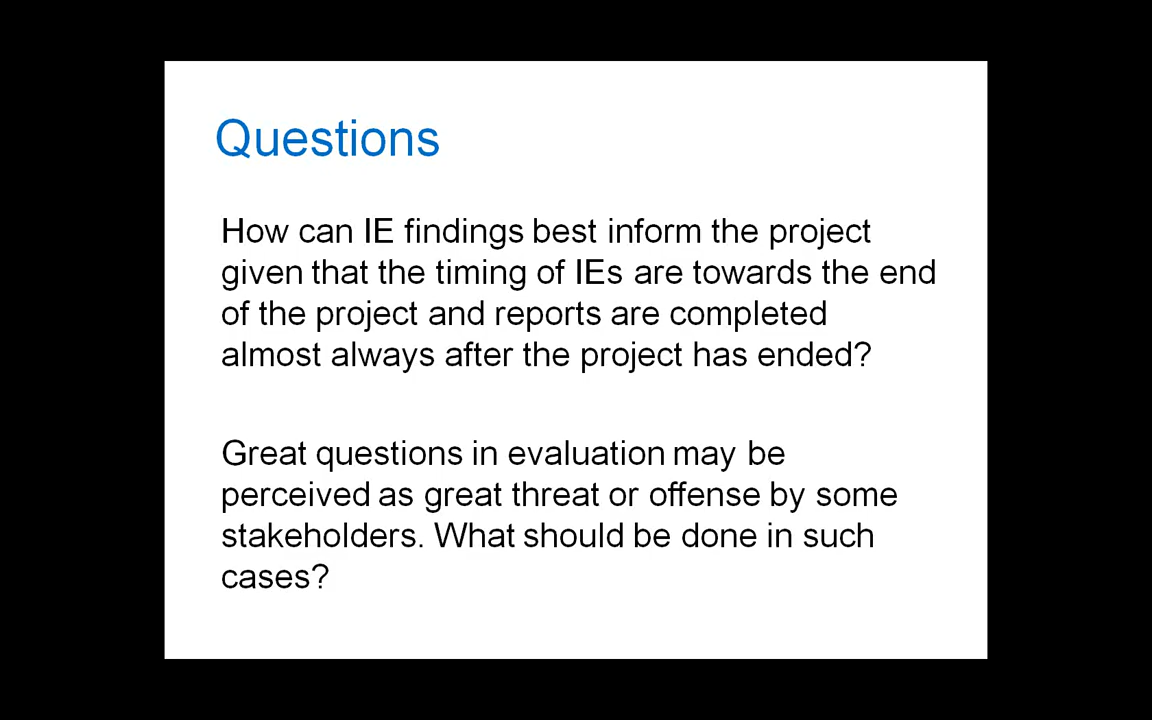 Questions
How can IE findings best inform the project
given that the timing of IEs are towards the end
of the project and reports are completed
almost always after the project has ended?
Great questions in evaluation may be
perceived as great threat or offense by some
stakeholders. What should be done in such
cases?